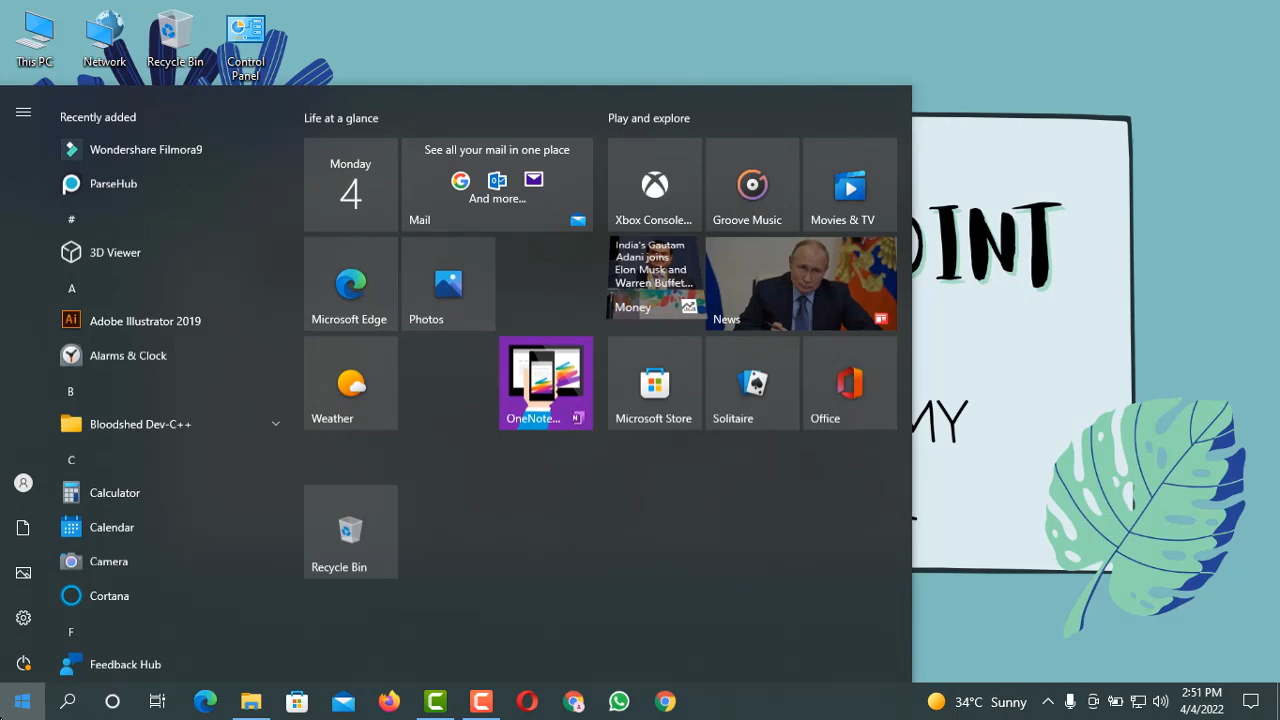 This PC
Network
Recycle Bin
Control
Panel
Recently added
Wondershare Filmora9
ParseHub
#
3D Viewer
A
Ai
Adobe Illustrator 2019
Alarms & Clock
B
Bloodshed Dev-C++
C
Calculator
Calendar
Camera
Cortana
F
Feedback Hub
Life at a glance
Monday
4
See all your mail in one place
And more...
Mail
Microsoft Edge
Photos
Weather
OneNote...
Recycle Bin
Play and explore
Xbox Console...
Groove Music
Movies & TV
India's Gautam
Adani joins
Elon Musk and
Warren Buffet...
Money
News
Microsoft Store
Solitaire
Office
OINT
MY
34°C Sunny
2:51 PM
4/4/2022